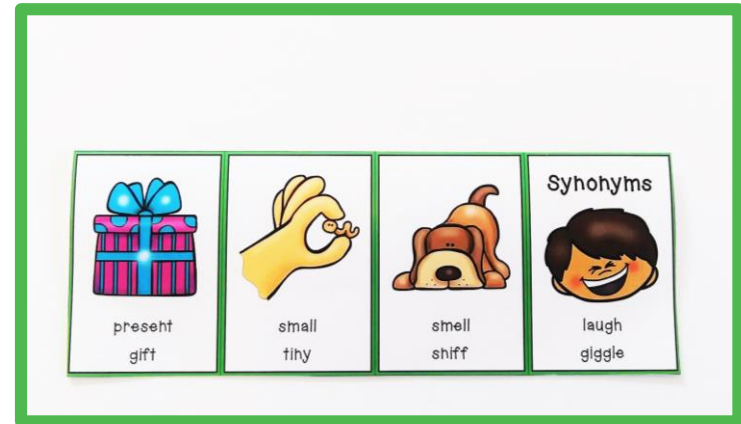 present
gift
small
tiny
smell
sniff
Synonyms
laugh
giggle